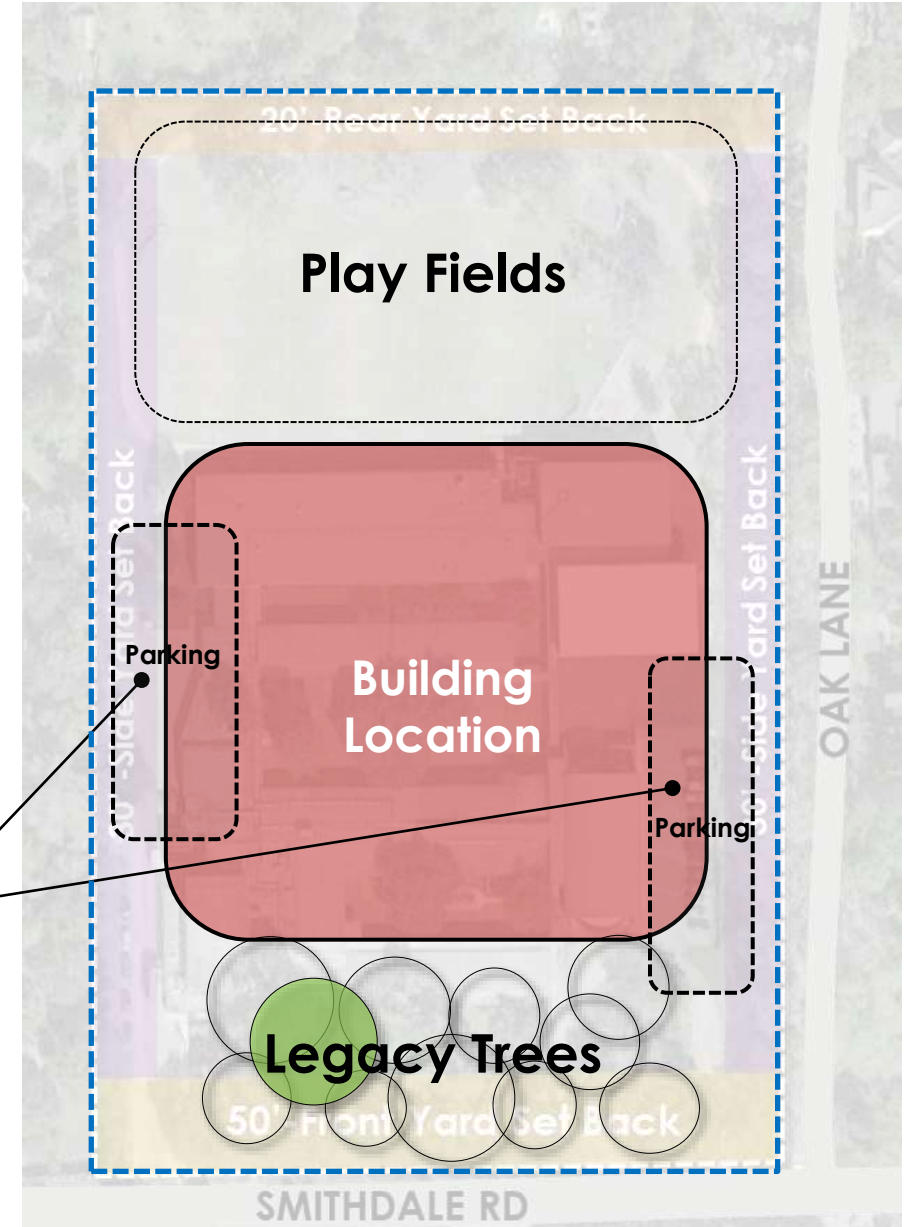 20'-Rear Yard Set Back
Play Fields
Side Yard Set Back
Side Yard Set Back
OAK LANE
Parking
Building
Location
Parking
Legacy Trees
50'-Front Yard Set Back
SMITHDALE RD